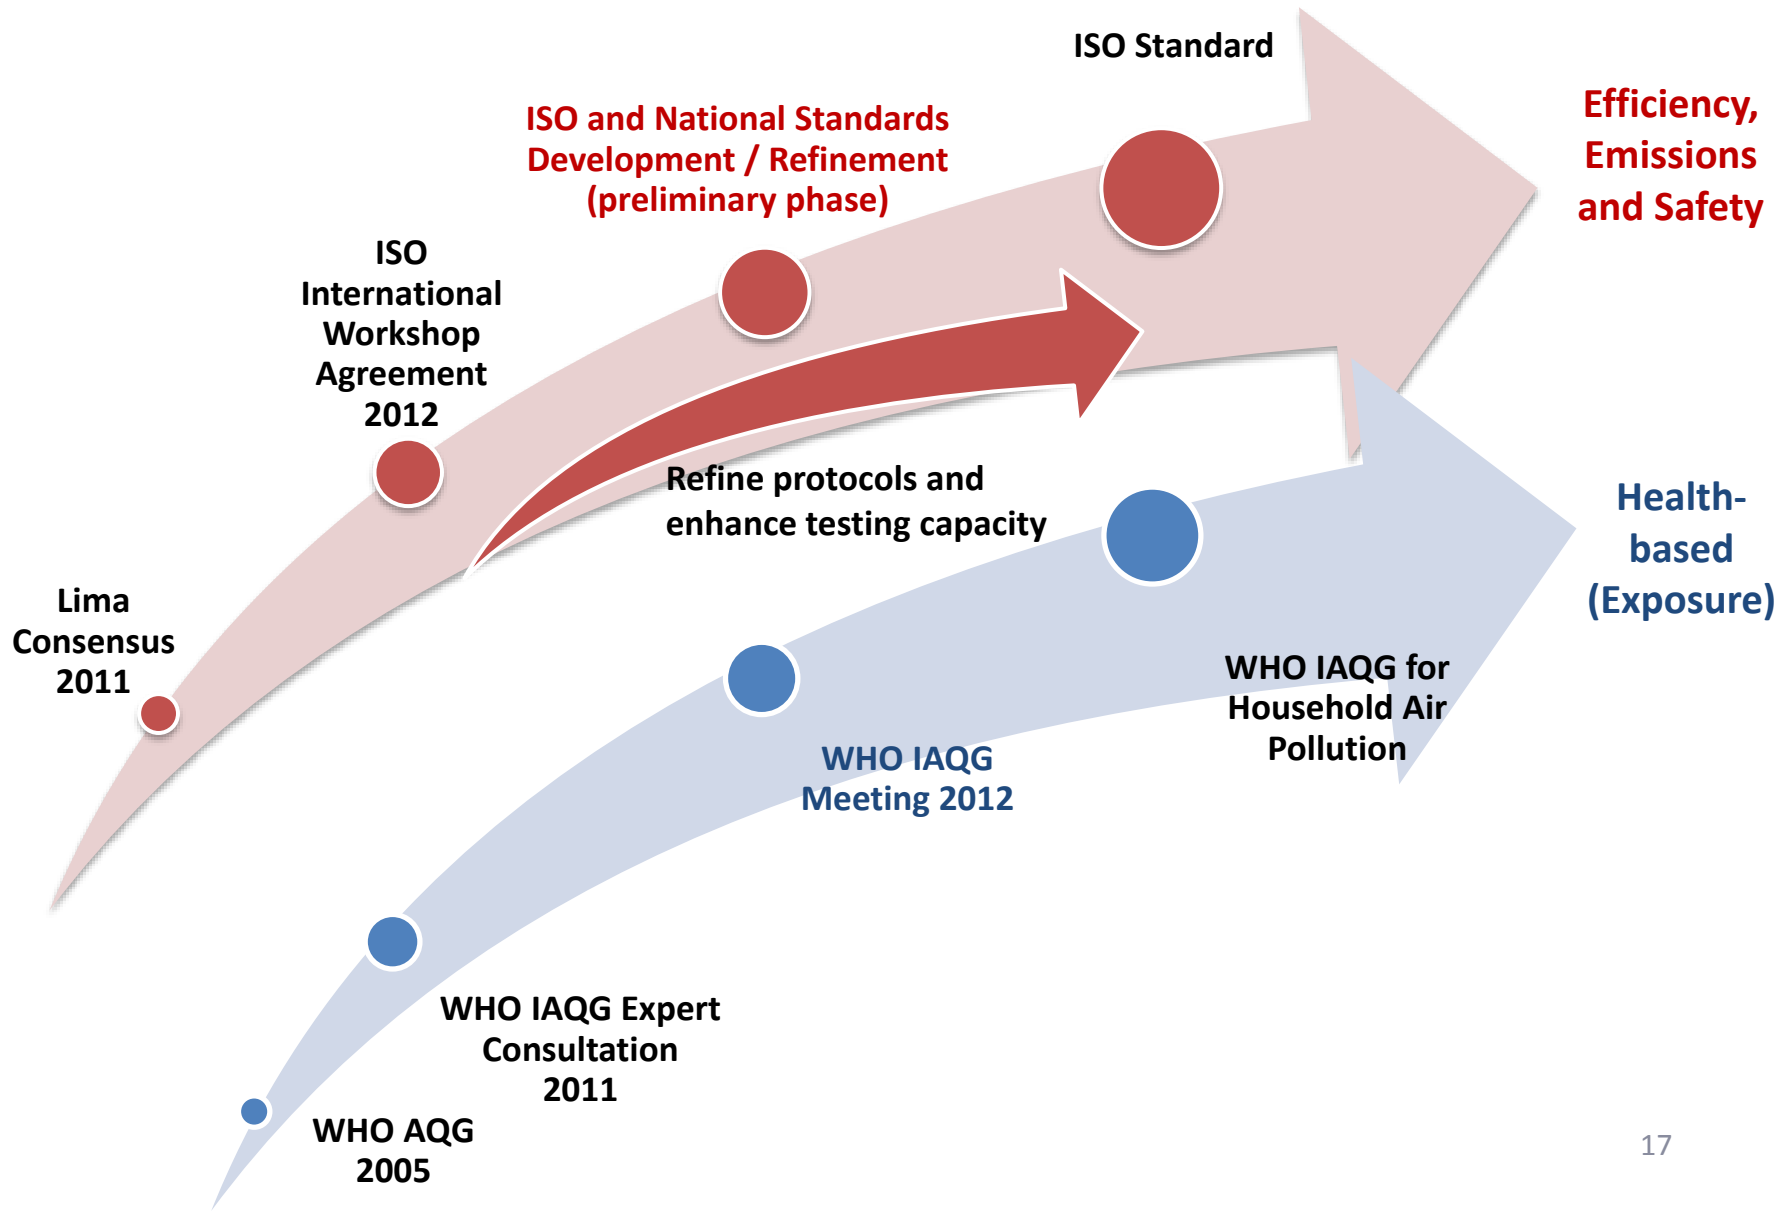 ISO Standard
Efficiency,
Emissions
and Safety
ISO and National Standards
Development / Refinement
(preliminary phase)
ISO
International
Workshop
Agreement
2012
Refine protocols and
enhance testing capacity
Lima
Consensus
2011
Health-
based
(Exposure)
WHO IAQG for
Household Air
Pollution
WHO IAQG
Meeting 2012
WHO IAQG Expert
Consultation
2011
WHO AQG
2005
17